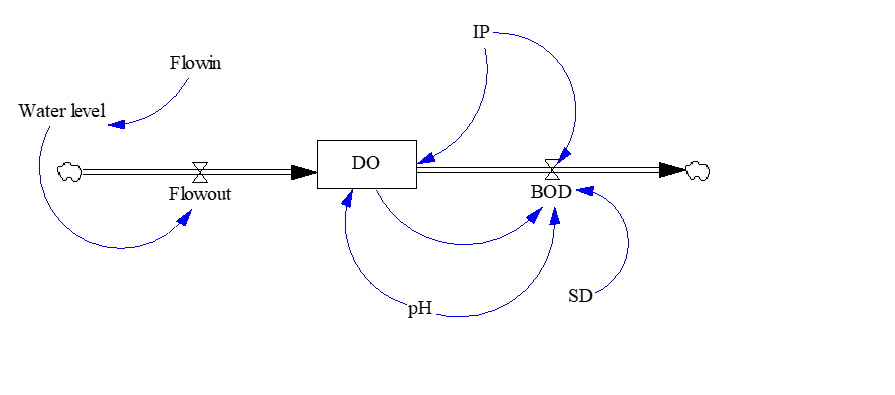 IP
Flowin
Water level
DO
Flowout
BOD
SD
pH